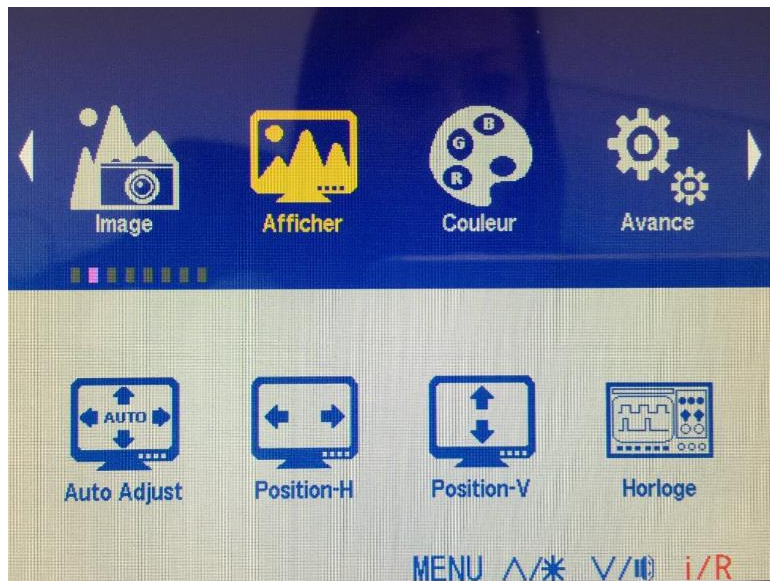 B
G
R
Image Afficher Couleur Avance
AUTO
Auto Adjust Position-H Position-V Horloge
MENU ∧/☀ ∨/🔊 i/R